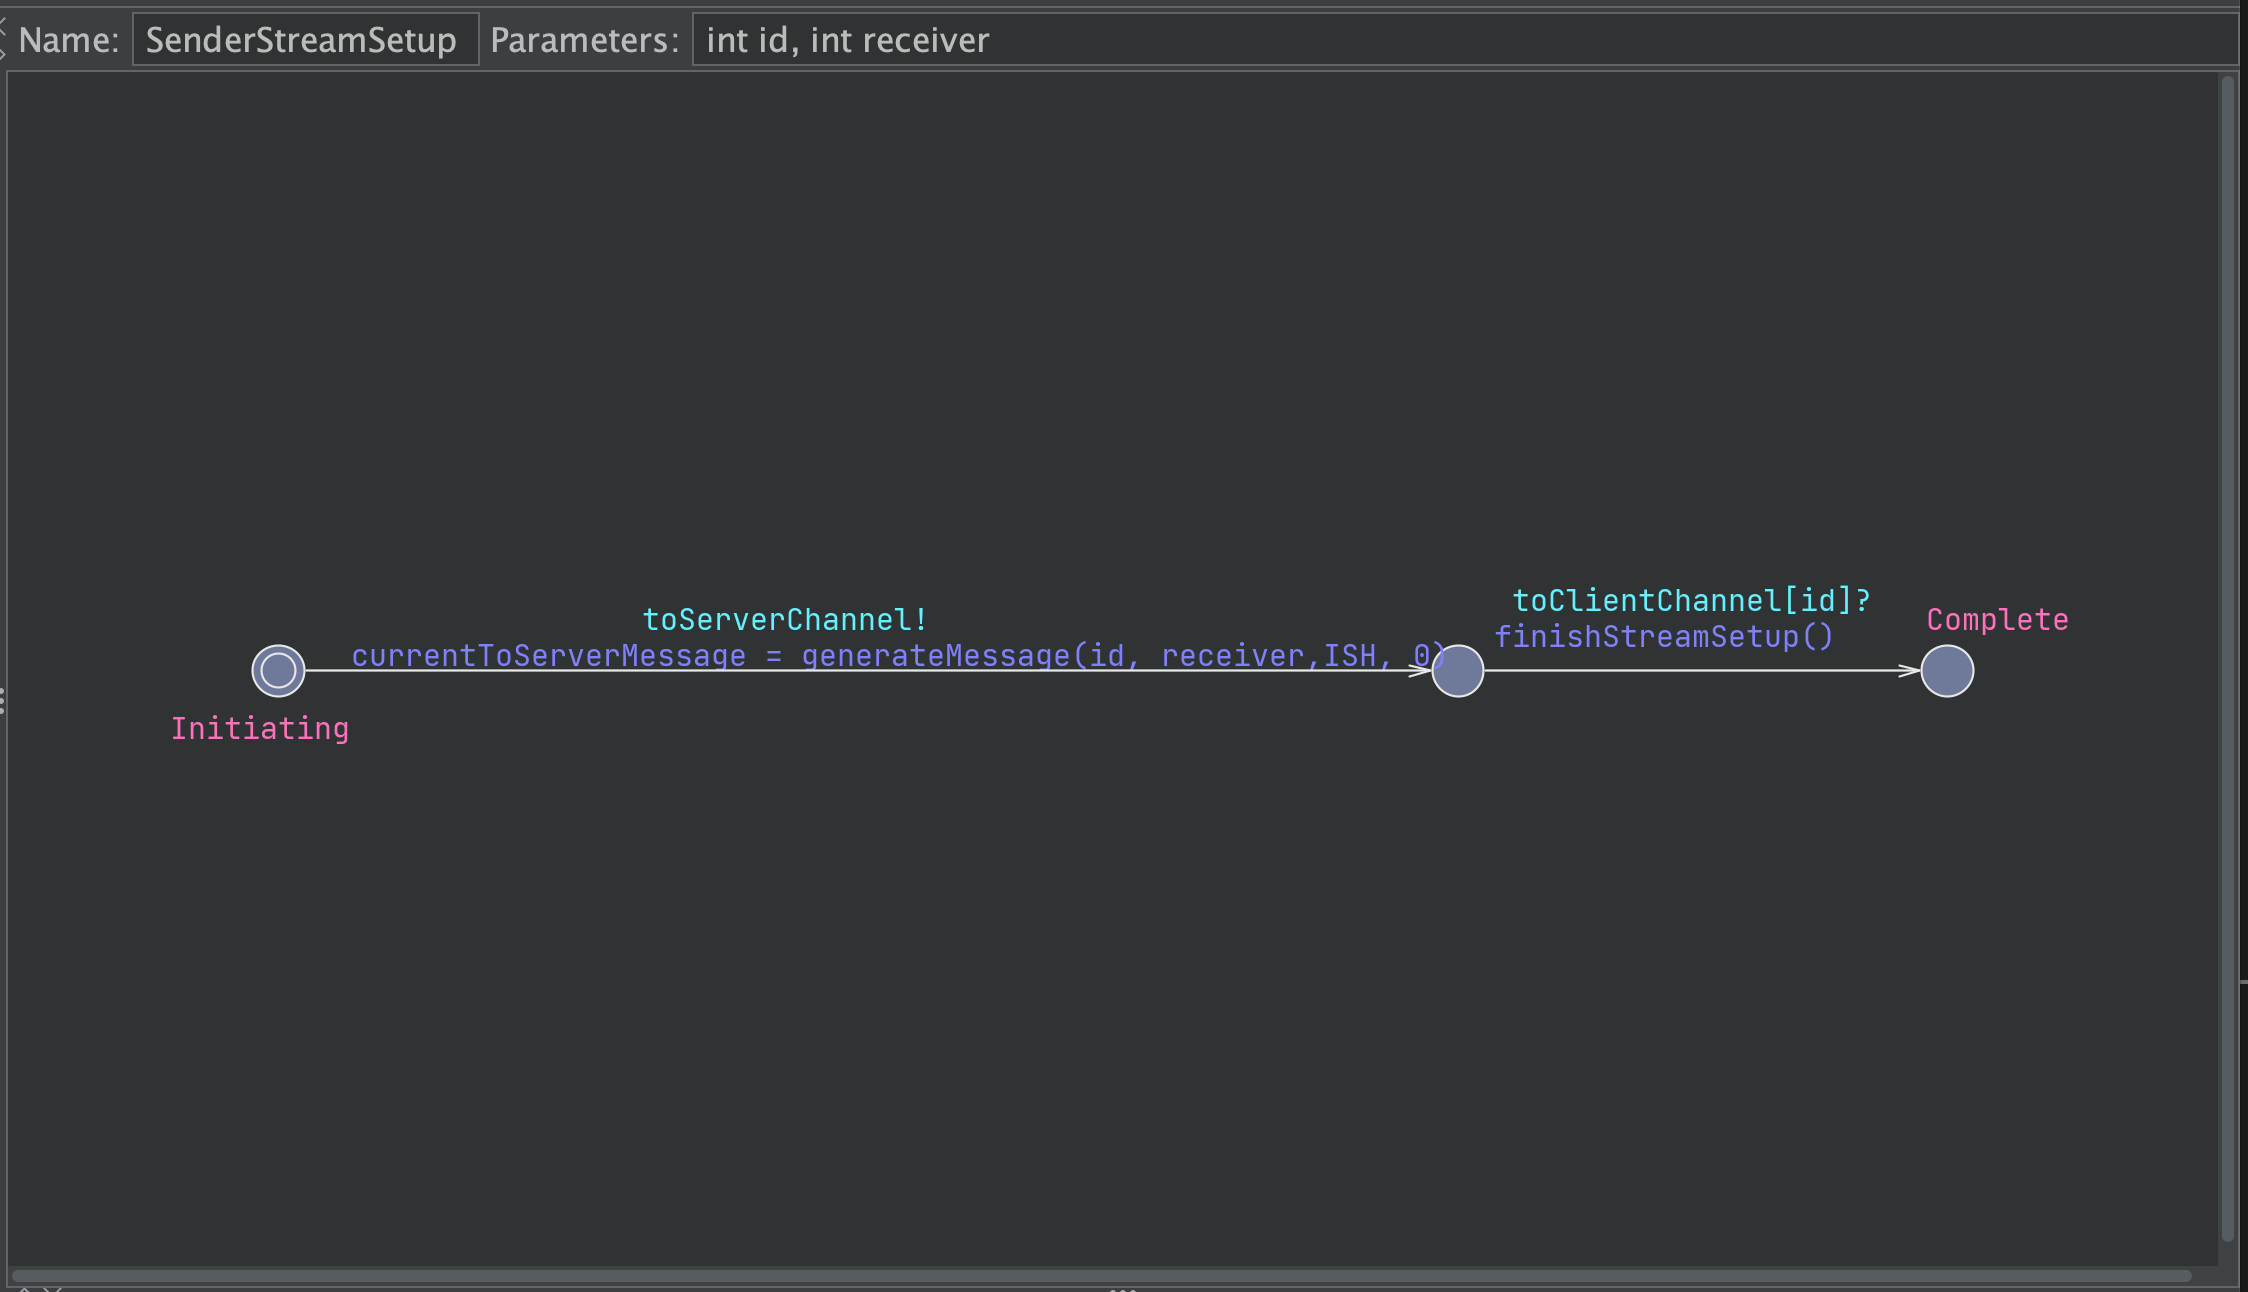 Name: SenderStreamSetup Parameters: int id, int receiver
toClientChannel[id]?
toServerChannel!
Complete
finishStreamSetup()
currentToServerMessage = generateMessage(id, receiver,ISH, 0)
Initiating